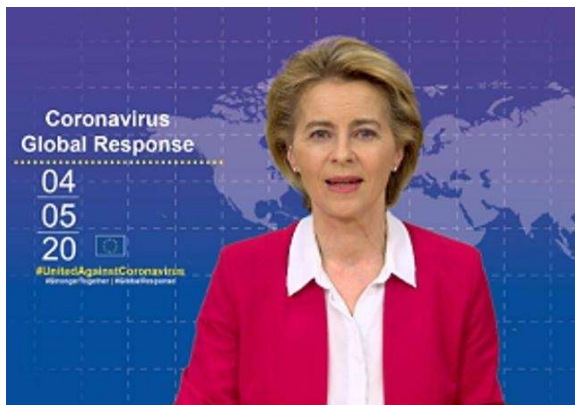 Coronavirus
Global Response
04
05
20
#UnitedAgainstCoronavirus
#StrongerTogether | #GlobalResponse